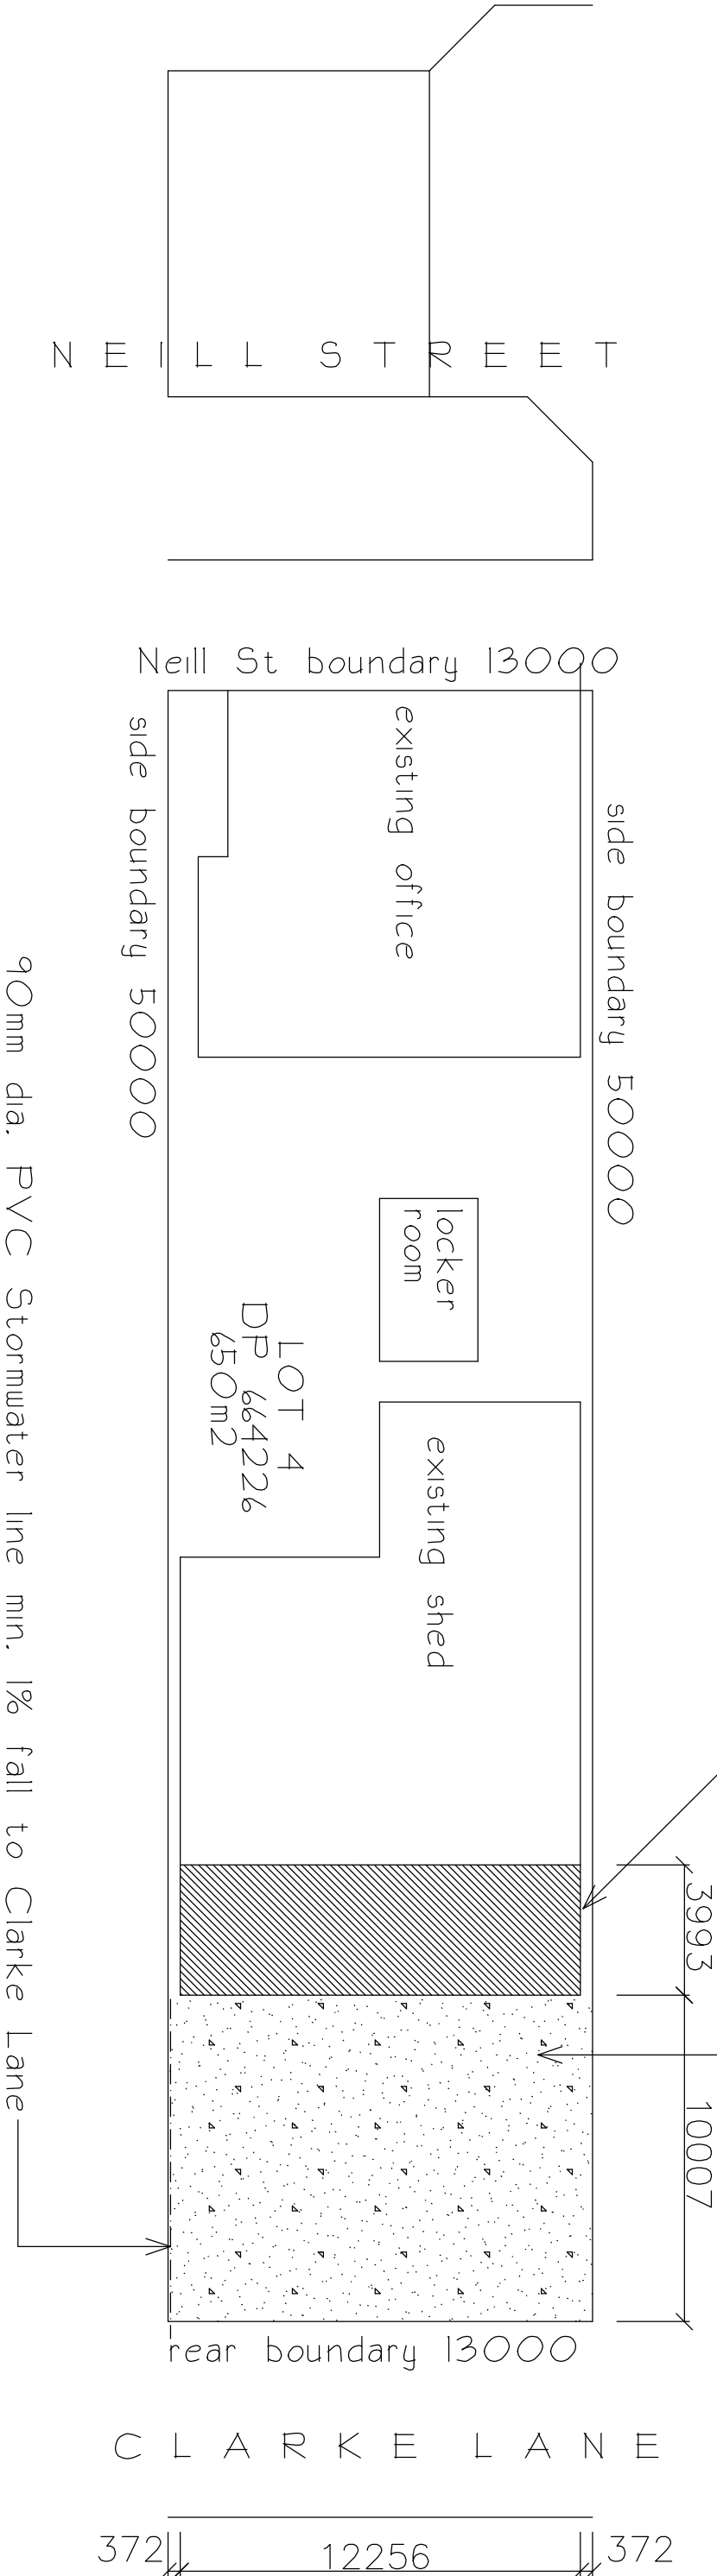 NEILL STREET
Neill St boundary 13000
side boundary 50000
existing office
side boundary 50000
locker
room
LOT 4
DP 664226
650m2
existing shed
90mm dia. PVC Stormwater line min. 1% fall to Clarke Lane
3993
10007
rear boundary 13000
CLARKE LANE
372
12256
372